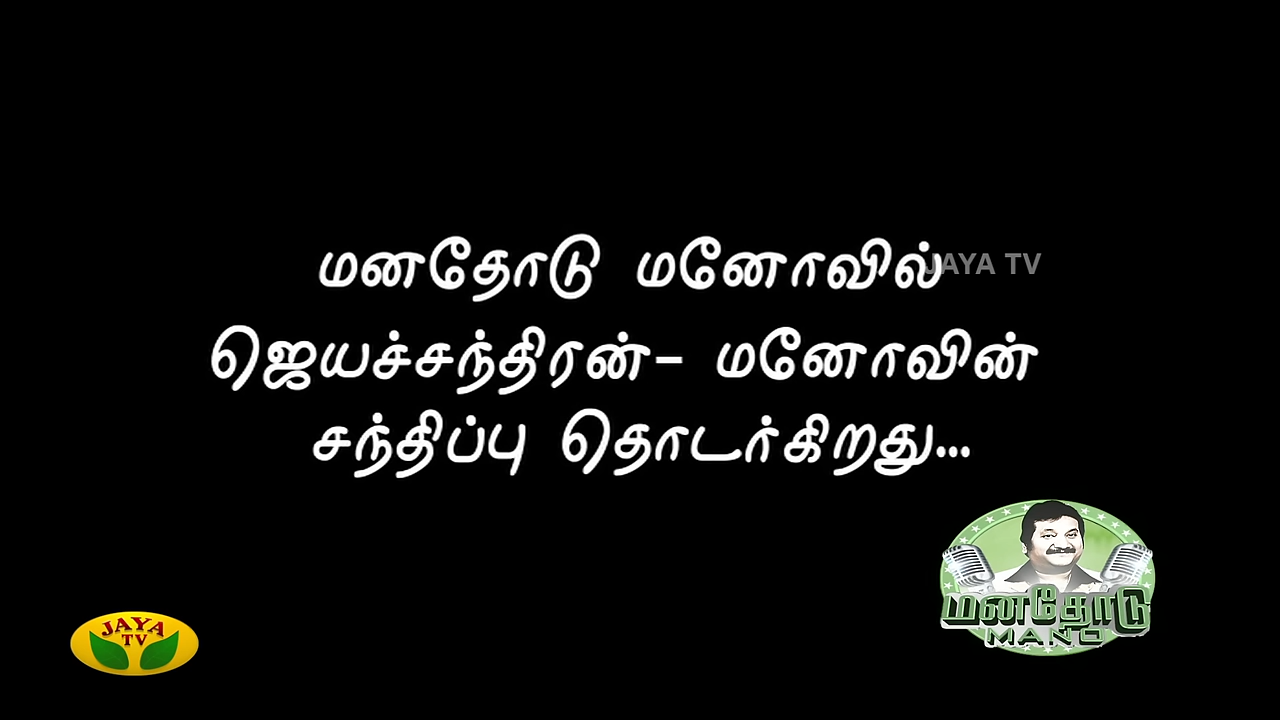 மனதோடு மனோவில்
JAYA TV
ஜெயச்சந்திரன்- மனோவின்
சந்திப்பு தொடர்கிறது...
மனதோடு
MANO
JAYA
TV